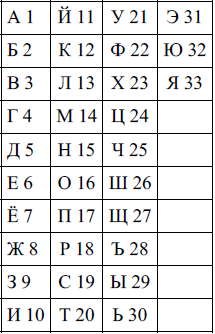 А 1 Й 11 У 21 Э 31
Б 2 К 12 Ф 22 Ю 32
В 3 Л 13 Х 23 Я 33
Г 4 М 14 Ц 24
Д 5 Н 15 Ч 25
Е 6 О 16 Ш 26
Ё 7 П 17 Щ 27
Ж 8 Р 18 Ъ 28
З 9 С 19 Ы 29
И 10 Т 20 Ь 30